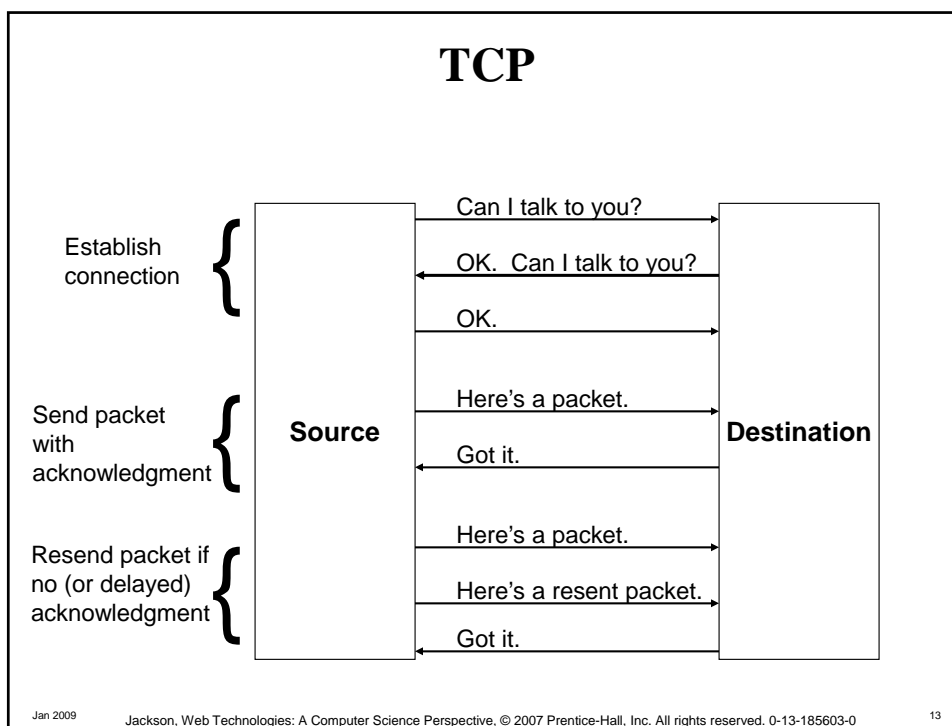 TCP
Establish
connection
Can I talk to you?
OK.  Can I talk to you?
OK.
Send packet
with
acknowledgment
Source
Here’s a packet.
Got it.
Destination
Resend packet if
no (or delayed)
acknowledgment
Here’s a packet.
Here’s a resent packet.
Got it.
Jan 2009
Jackson, Web Technologies: A Computer Science Perspective, © 2007 Prentice-Hall, Inc. All rights reserved. 0-13-185603-0
13